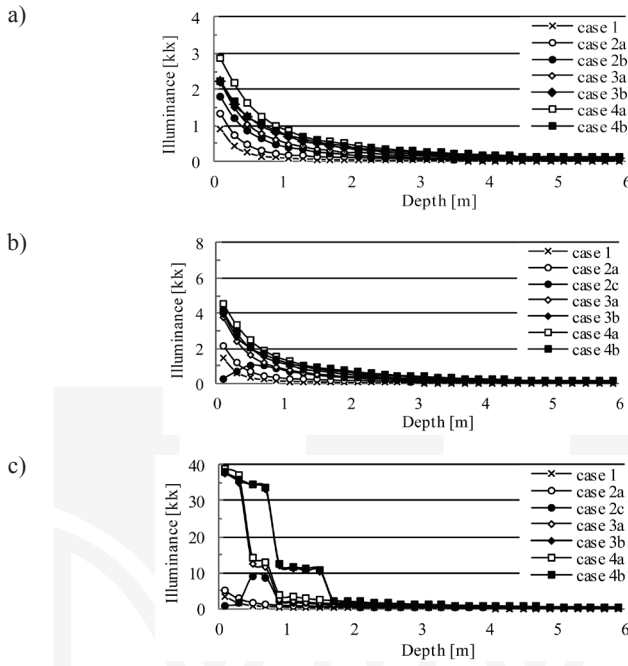 a)
Illuminance [klx]
4
3
2
1
0
0 1 2 3 4 5 6
Depth [m]
case 1
case 2a
case 2b
case 3a
case 3b
case 4a
case 4b
b)
Illuminance [klx]
8
6
4
2
0
0 1 2 3 4 5 6
Depth [m]
case 1
case 2a
case 2c
case 3a
case 3b
case 4a
case 4b
c)
Illuminance [klx]
40
30
20
10
0
0 1 2 3 4 5 6
Depth [m]
case 1
case 2a
case 2c
case 3a
case 3b
case 4a
case 4b